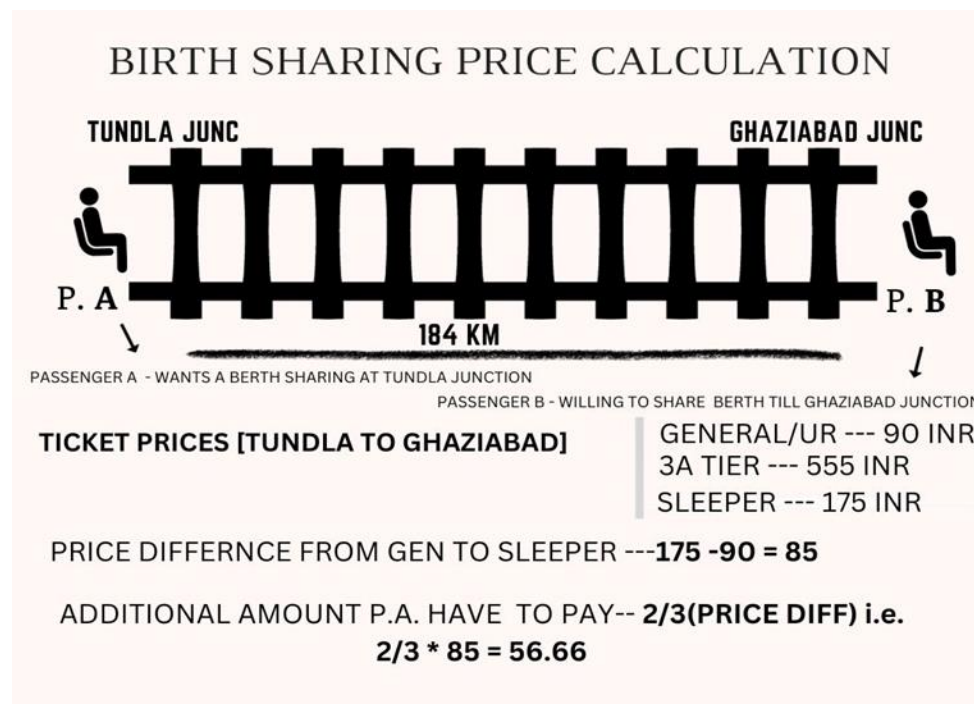 BIRTH SHARING PRICE CALCULATION
TUNDLA JUNC
GHAZIABAD JUNC
P. A
P. B
184 KM
PASSENGER A - WANTS A BERTH SHARING AT TUNDLA JUNCTION
PASSENGER B - WILLING TO SHARE BERTH TILL GHAZIABAD JUNCTION
TICKET PRICES [TUNDLA TO GHAZIABAD]
GENERAL/UR --- 90 INR
3A TIER --- 555 INR
SLEEPER --- 175 INR
PRICE DIFFERNCE FROM GEN TO SLEEPER ---175 -90 = 85
ADDITIONAL AMOUNT P.A. HAVE TO PAY-- 2/3(PRICE DIFF) i.e.
2/3 * 85 = 56.66